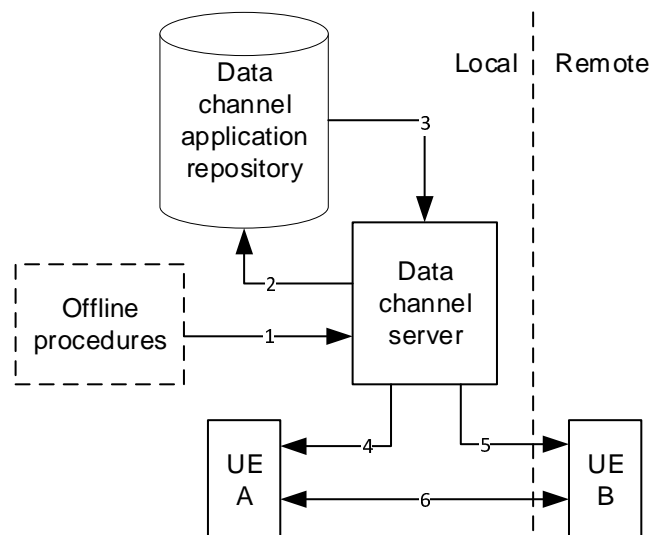 Data
channel
application
repository
Local
Remote
3
2
Data
channel
server
Offline
procedures
1
4
5
UE
A
6
UE
B